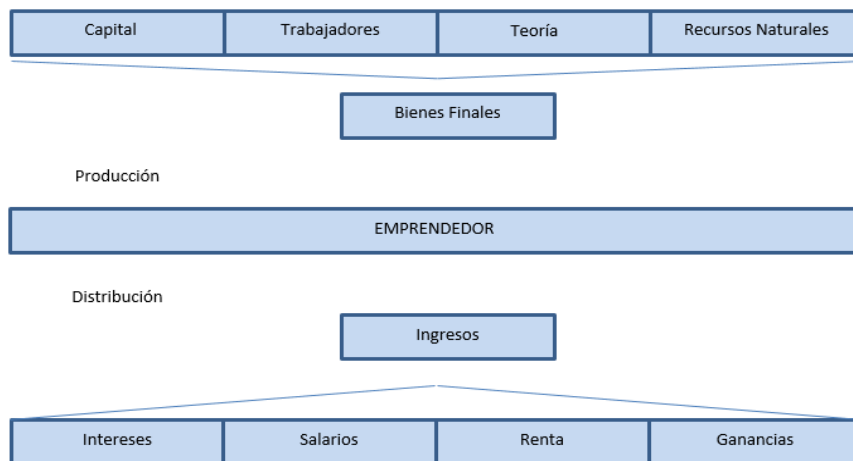 Capital Trabajadores Teoría Recursos Naturales
Bienes Finales
Producción
EMPRENDEDOR
Distribución
Ingresos
Intereses Salarios Renta Ganancias